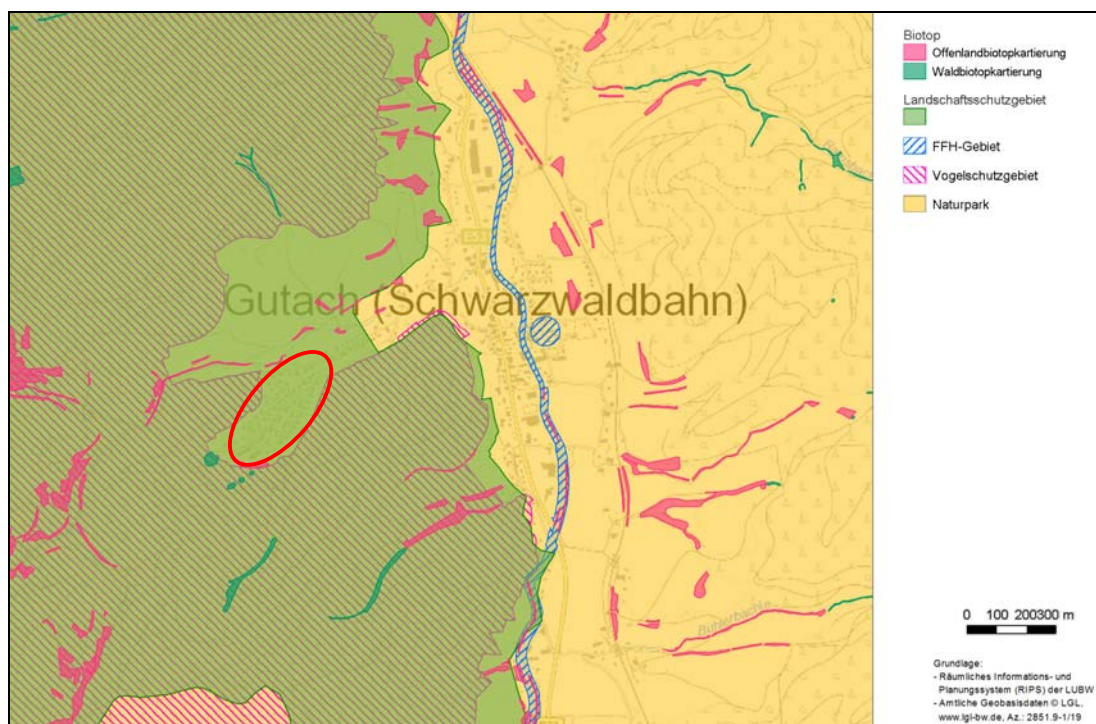 Biotop
Offenlandbiotopkartierung
Waldbiotopkartierung
Landschaftsschutzgebiet
FFH-Gebiet
Vogelschutzgebiet
Naturpark
Gutach (Schwarzwaldbahn)
Bühlerbächle
0 100 200300 m
Grundlage:
- Räumliches Informations- und
Planungssystem (RIPS) der LUBW
- Amtliche Geobasisdaten © LGL,
www.lgl-bw.de, Az.: 2851.9-1/19